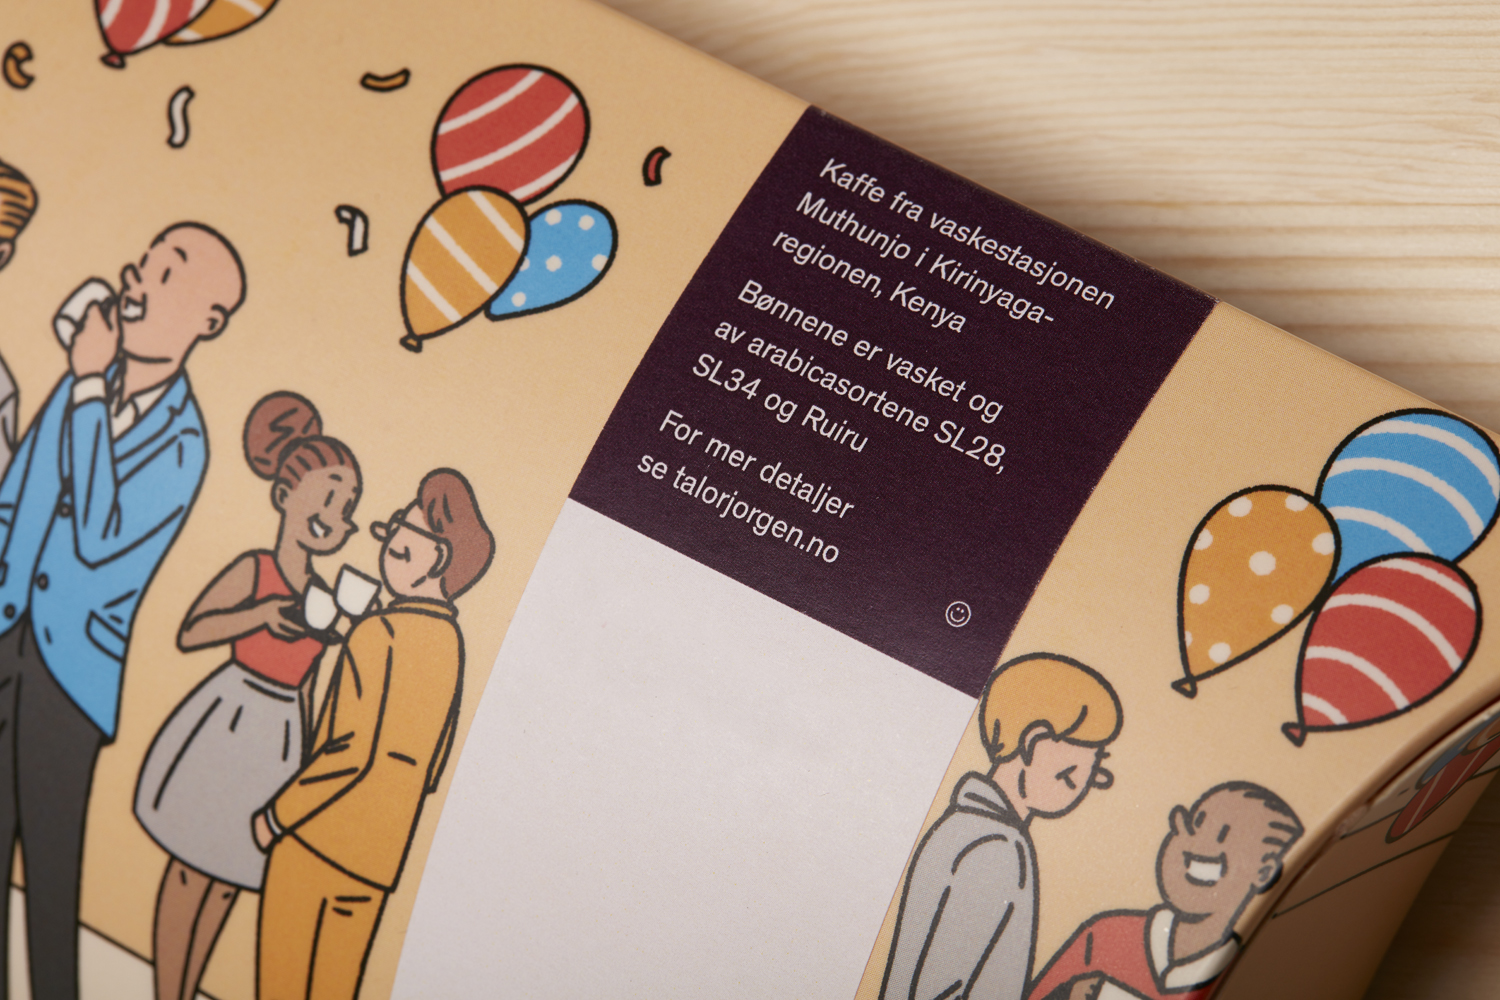 Kaffe fra vaskestasjonen
Muthunjo i Kirinyaga-
regionen, Kenya
Bønnene er vasket og
av arabicasortene SL28,
SL34 og Ruiru
For mer detaljer
se talorjorgen.no